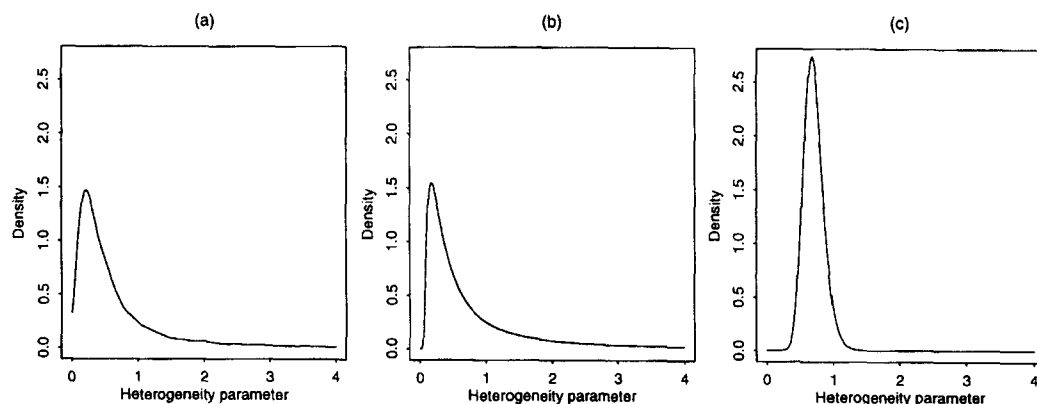 (a)
(b)
(c)
Density
0.0 0.5 1.0 1.5 2.0 2.5
0 1 2 3 4
Heterogeneity parameter
Density
0.0 0.5 1.0 1.5 2.0 2.5
0 1 2 3 4
Heterogeneity parameter
Density
0.0 0.5 1.0 1.5 2.0 2.5
0 1 2 3 4
Heterogeneity parameter